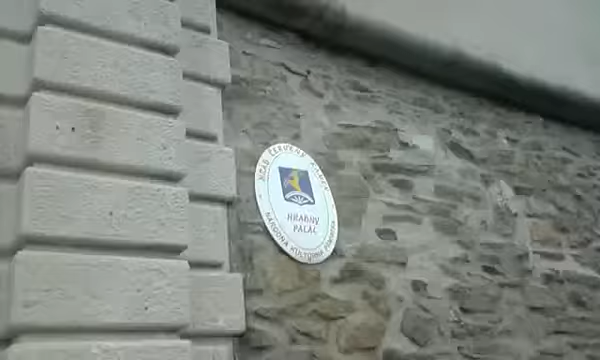 HRAD ČERVENÝ KAMEŇ
HRADNÝ
PALÁC
NÁRODNÁ KULTÚRNA PAMIATKA